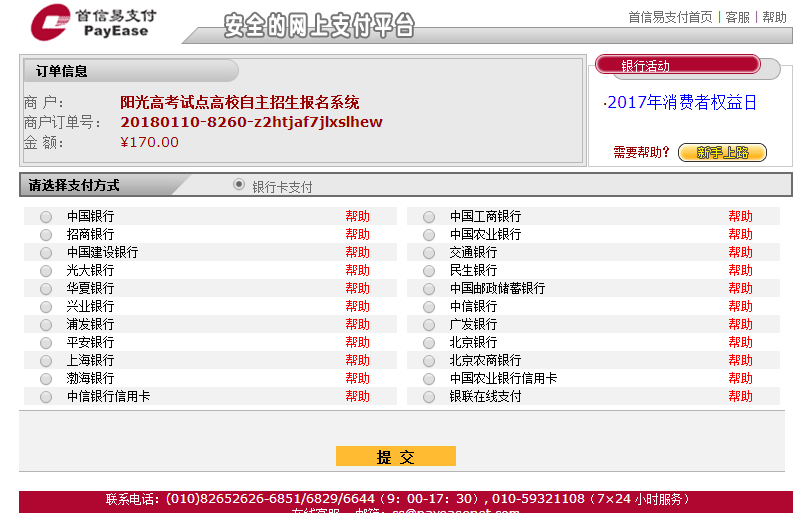 首信易支付
PayEase
安全的网上支付平台
首信易支付首页 | 客服 | 帮助
订单信息
商 户： 阳光高考试点高校自主招生报名系统
商户订单号： 20180110-8260-z2htjaf7jlxslhew
金 额： ¥170.00
银行活动
·2017年消费者权益日
需要帮助? 新手上路
请选择支付方式 银行卡支付
中国银行 帮助 中国工商银行 帮助
招商银行 帮助 中国农业银行 帮助
中国建设银行 帮助 交通银行 帮助
光大银行 帮助 民生银行 帮助
华夏银行 帮助 中国邮政储蓄银行 帮助
兴业银行 帮助 中信银行 帮助
浦发银行 帮助 广发银行 帮助
平安银行 帮助 北京银行 帮助
上海银行 帮助 北京农商银行 帮助
渤海银行 帮助 中国农业银行信用卡 帮助
中信银行信用卡 帮助 银联在线支付 帮助
提 交
联系电话：(010)82652626-6851/6829/6644（9：00-17：30）, 010-59321108（7×24 小时服务）
在线客服 邮箱：cs@payeasenet.com